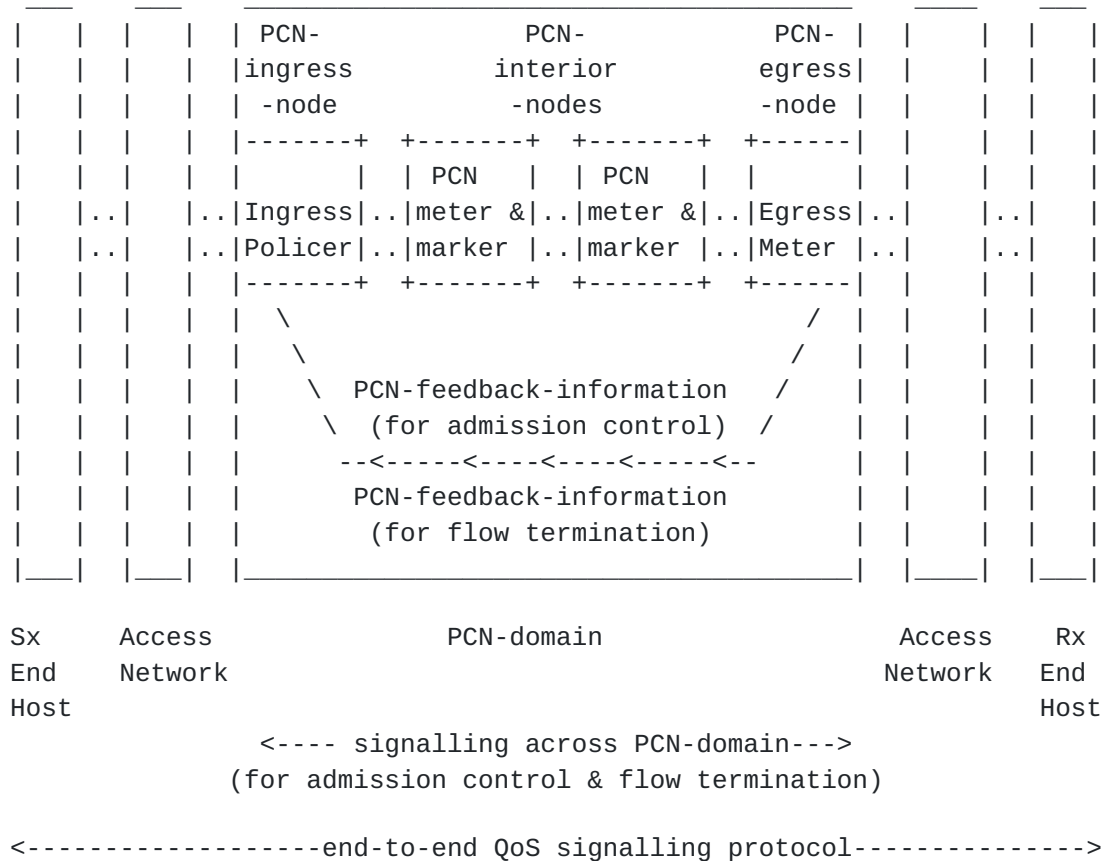 PCN- PCN- PCN-
ingress interior egress
-node -nodes -node
PCN PCN
Ingress meter & meter & Egress
Policer marker marker Meter
PCN-feedback-information
(for admission control)
PCN-feedback-information
(for flow termination)
Sx Access PCN-domain Access Rx
End Network Network End
Host Host
<---- signalling across PCN-domain--->
(for admission control & flow termination)
<-------------------end-to-end QoS signalling protocol--------------->